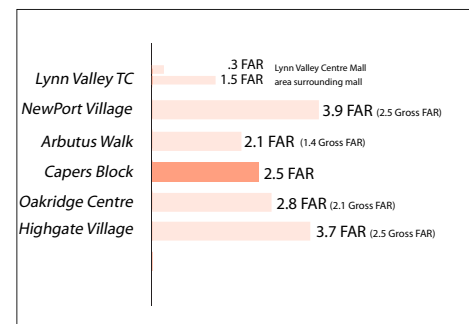 .3 FAR Lynn Valley Centre Mall
Lynn Valley TC 1.5 FAR area surrounding mall
NewPort Village 3.9 FAR (2.5 Gross FAR)
Arbutus Walk 2.1 FAR (1.4 Gross FAR)
Capers Block 2.5 FAR
Oakridge Centre 2.8 FAR (2.1 Gross FAR)
Highgate Village 3.7 FAR (2.5 Gross FAR)